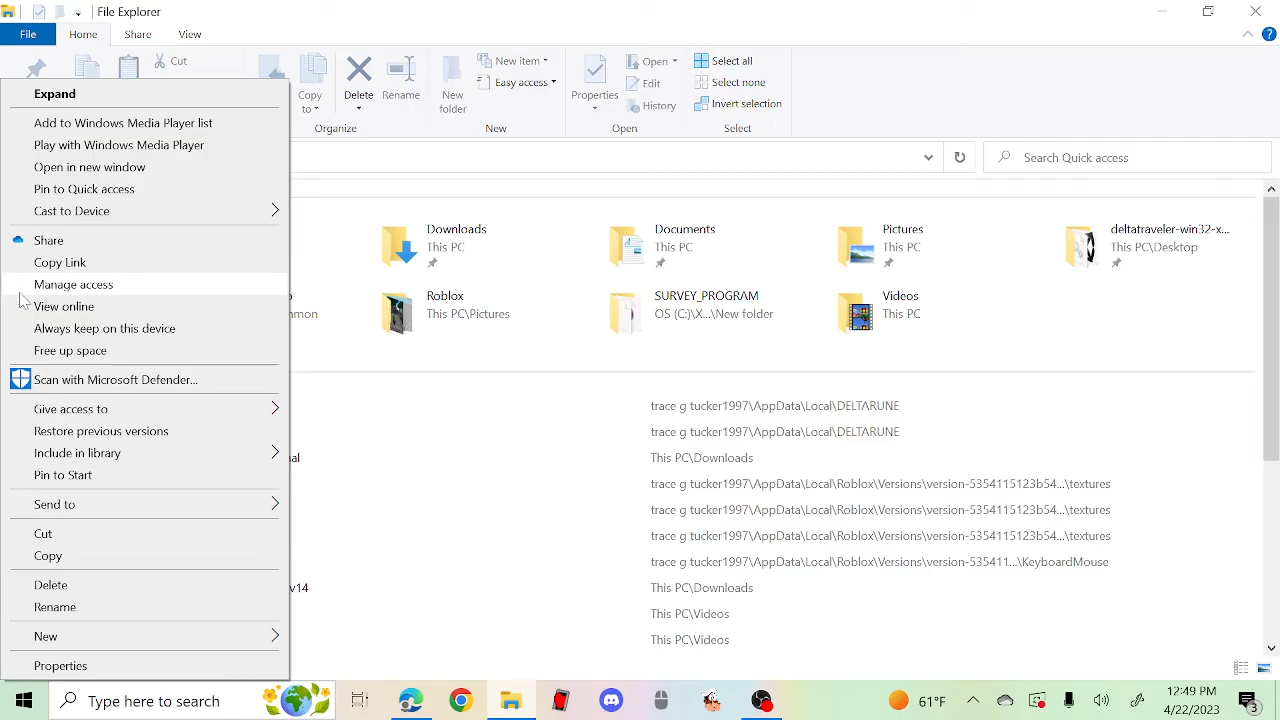 File Explorer
File
Home
Share
View
Cut
Copy
to
Delete
Rename
New
folder
New item
Easy access
Properties
Open
Edit
History
Select all
Select none
Invert selection
Organize
New
Open
Select
Search Quick access
Expand
Add to Windows Media Player list
Play with Windows Media Player
Open in new window
Pin to Quick access
Cast to Device
Share
Copy Link
Manage access
View online
Always keep on this device
Free up space
Scan with Microsoft Defender...
Give access to
Restore previous versions
Include in library
Pin to Start
Send to
Cut
Copy
Delete
Rename
New
Properties
Downloads
This PC
Documents
This PC
Pictures
This PC
deltatraveler-win32-x...
This PC\Desktop
mmon
Roblox
This PC\Pictures
SURVEY_PROGRAM
OS (C:)\X...\New folder
Videos
This PC
trace g tucker1997\AppData\Local\DELTARUNE
trace g tucker1997\AppData\Local\DELTARUNE
al
This PC\Downloads
trace g tucker1997\AppData\Local\Roblox\Versions\version-5354115123b54...\textures
trace g tucker1997\AppData\Local\Roblox\Versions\version-5354115123b54...\textures
trace g tucker1997\AppData\Local\Roblox\Versions\version-5354115123b54...\textures
trace g tucker1997\AppData\Local\Roblox\Versions\version-535411...\KeyboardMouse
v14
This PC\Downloads
This PC\Videos
This PC\Videos
Type here to search
61°F
12:49 PM
4/22/2023
3